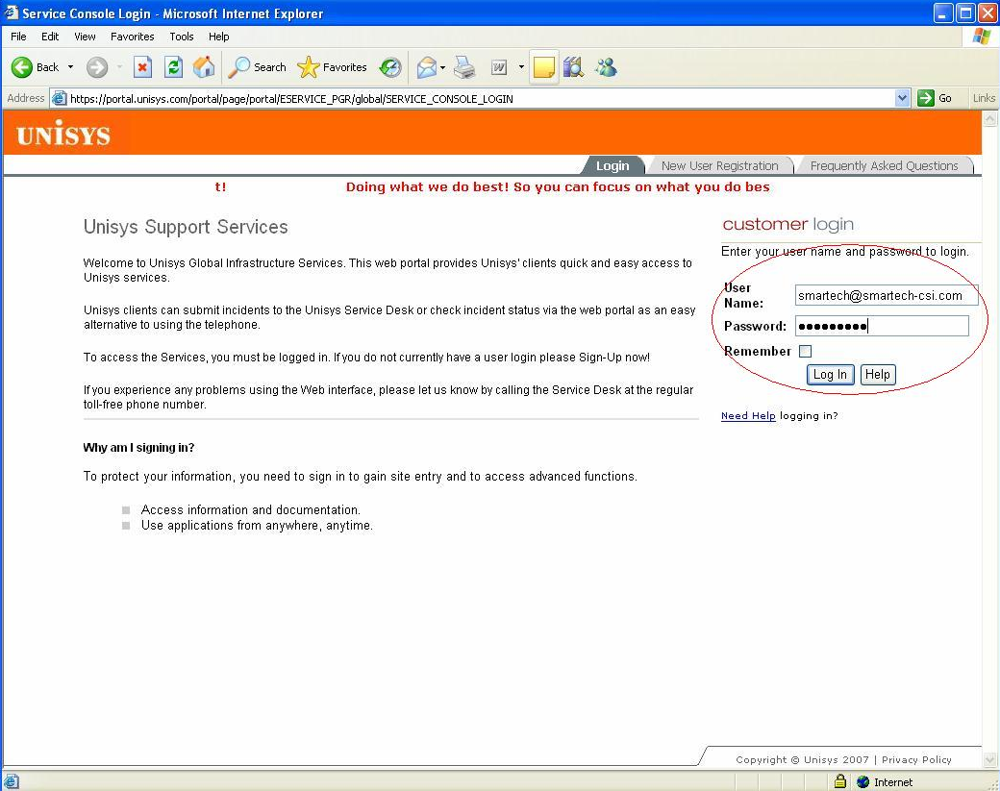 Service Console Login - Microsoft Internet Explorer
File Edit View Favorites Tools Help
Back Search Favorites
Address https://portal.unisys.com/portal/page/portal/ESERVICE_PGR/global/SERVICE_CONSOLE_LOGIN Go Links
UNISYS
Login New User Registration Frequently Asked Questions
t! Doing what we do best! So you can focus on what you do bes
Unisys Support Services
Welcome to Unisys Global Infrastructure Services. This web portal provides Unisys' clients quick and easy access to
Unisys services.
Unisys clients can submit incidents to the Unisys Service Desk or check incident status via the web portal as an easy
alternative to using the telephone.
To access the Services, you must be logged in. If you do not currently have a user login please Sign-Up now!
If you experience any problems using the Web interface, please let us know by calling the Service Desk at the regular
toll-free phone number.
Why am I signing in?
To protect your information, you need to sign in to gain site entry and to access advanced functions.
Access information and documentation.
Use applications from anywhere, anytime.
customer login
Enter your user name and password to login.
User
Name: smartech@smartech-csi.com
Password: ●●●●●●●●●
Remember
Log In Help
Need Help logging in?
Copyright © Unisys 2007 | Privacy Policy
Internet